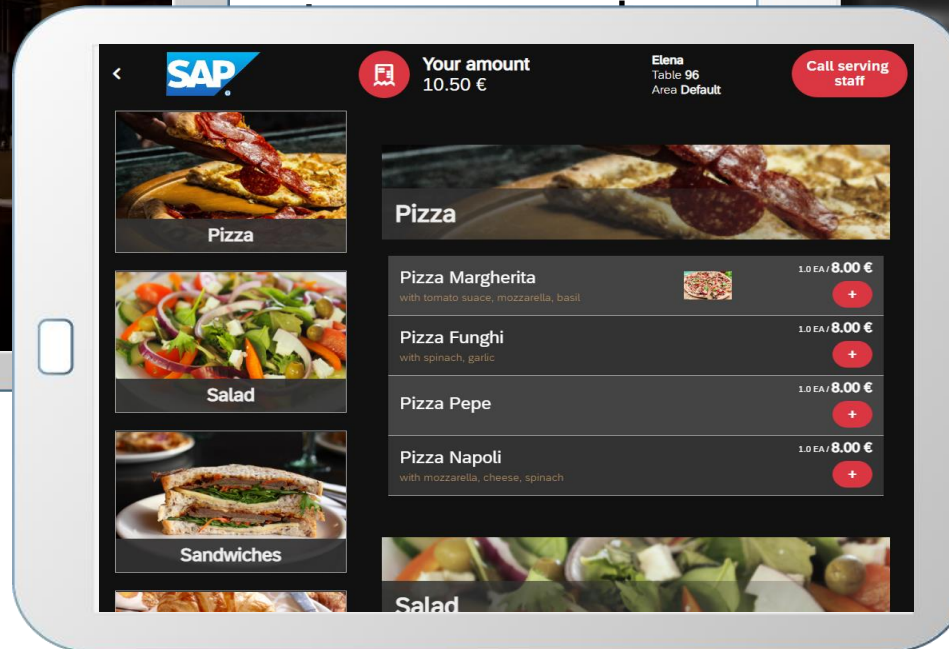 SAP
Your amount
10.50 €
Elena
Table 96
Area Default
Call serving
staff
Pizza
Salad
Sandwiches
Pizza
Pizza Margherita
with tomato suace, mozzarella, basil
1.0 EA / 8.00 €
+
Pizza Funghi
with spinach, garlic
1.0 EA / 8.00 €
+
Pizza Pepe
1.0 EA / 8.00 €
+
Pizza Napoli
with mozzarella, cheese, spinach
1.0 EA / 8.00 €
+
Salad